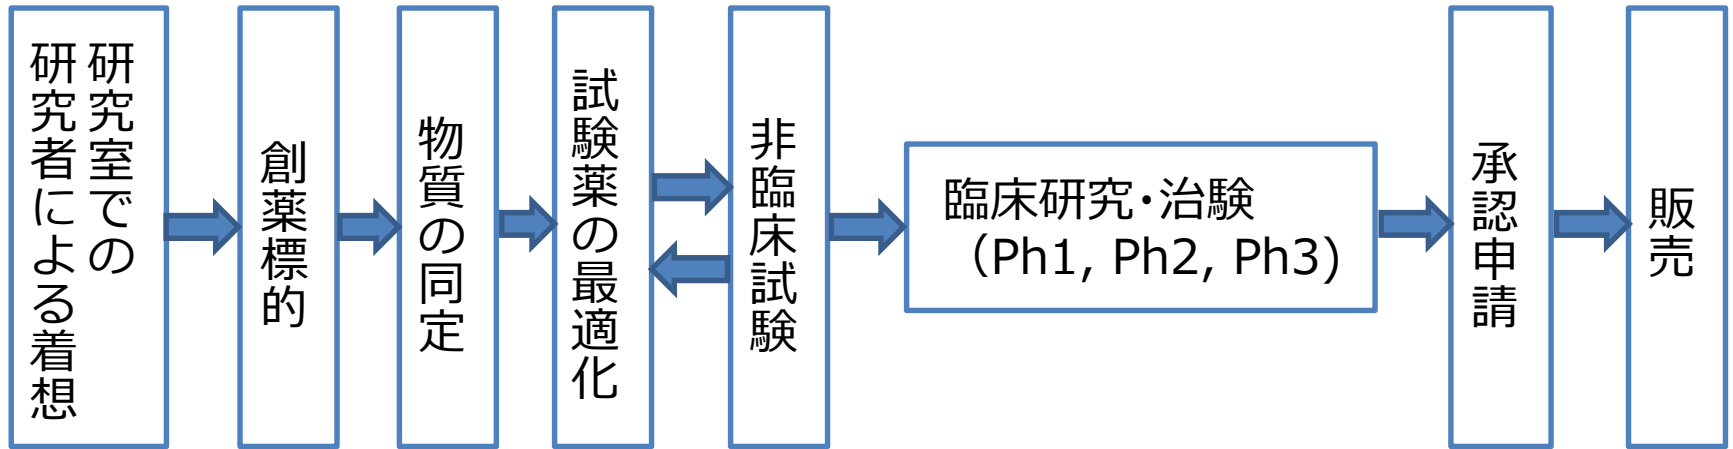 研究室での
研究者による着想
創薬標的
物質の同定
試験薬の最適化
非臨床試験
臨床研究･治験
（Ph1, Ph2, Ph3）
承認申請
販売